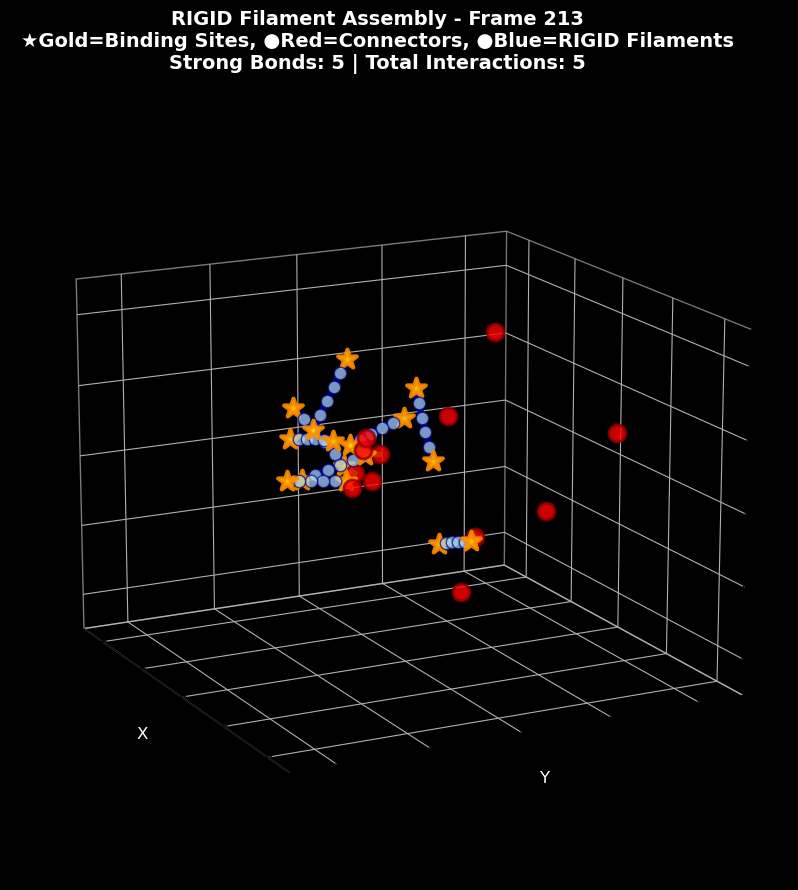 RIGID Filament Assembly - Frame 213
★Gold=Binding Sites, ●Red=Connectors, ●Blue=RIGID Filaments
Strong Bonds: 5 | Total Interactions: 5
X
Y